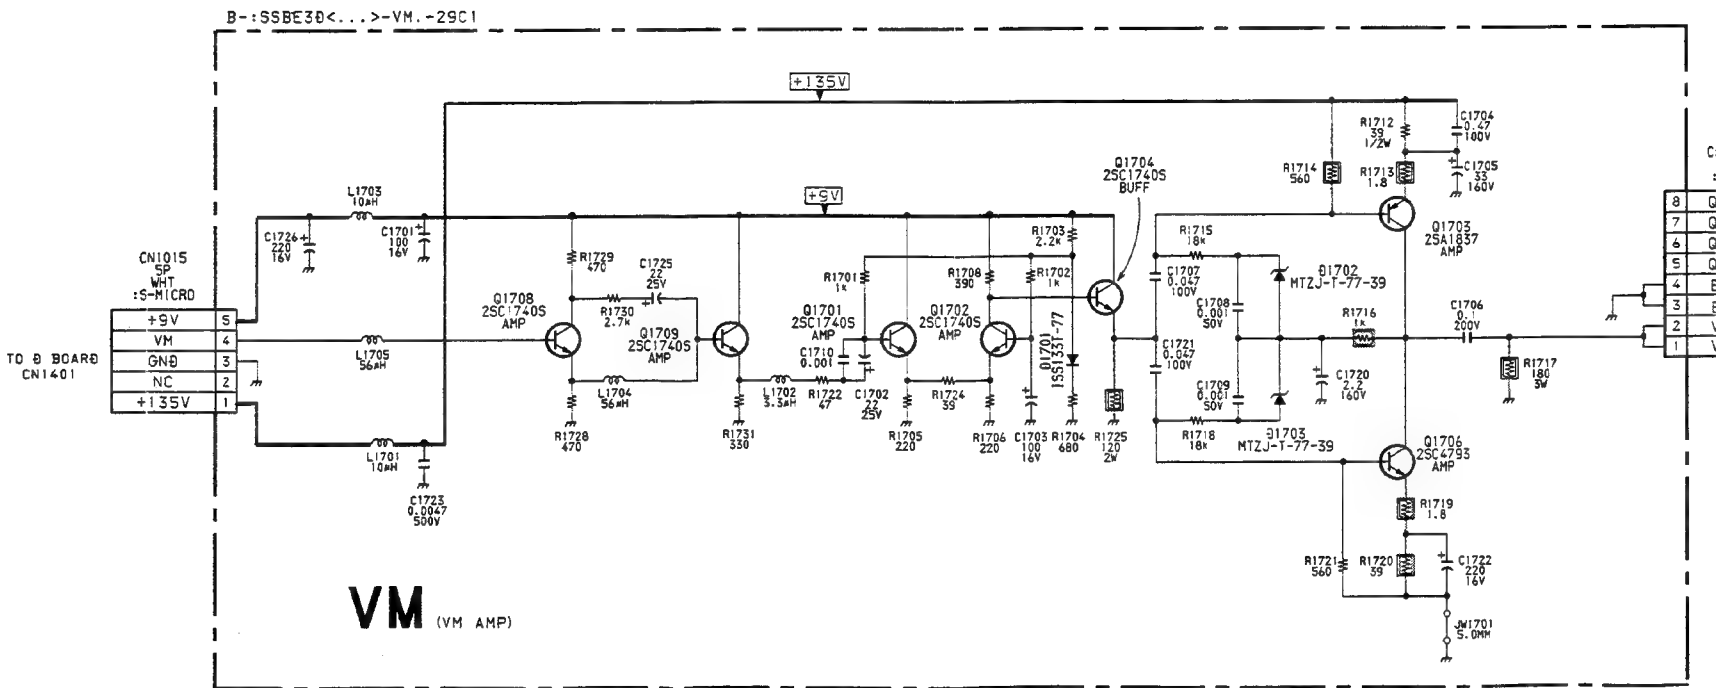 B-:SSBE3D<...>-VM.-29C1
+135V
R1712
39
1/2W
C1704
0.47
100V
R1714
560
R1713
1.8
C1705
33
160V
Q1704
2SC1740S
BUFF
Q1703
2SA1837
AMP
L1703
10µH
+9V
C1726
220
16V
C1701
100
16V
CN1015
5P
WHT
:S-MICRO
R1729
470
C1725
22
25V
R1701
1k
R1708
390
R1703
2.2k
R1702
1k
R1715
18k
C1707
0.047
100V
C1708
0.001
50V
D1702
MTZJ-T-77-39
Q1708
2SC1740S
AMP
R1730
2.7k
Q1709
2SC1740S
AMP
Q1701
2SC1740S
AMP
Q1702
2SC1740S
AMP
D1701
1SS133T-77
R1716
1k
C1706
0.1
200V
TO D BOARD
CN1401
+9V 5
VM 4
GND 3
NC 2
+135V 1
L1705
56µH
L1704
56µH
C1710
0.001
L1702
3.3µH
R1722
47
C1702
22
25V
R1724
39
C1721
0.047
100V
C1709
0.001
50V
C1720
2.2
160V
R1717
180
3W
R1728
470
R1731
330
R1705
220
R1706
220
C1703
100
16V
R1704
680
R1725
120
2W
R1718
18k
D1703
MTZJ-T-77-39
Q1706
2SC4793
AMP
L1701
10µH
C1723
0.0047
500V
R1719
1.8
R1721
560
R1720
39
C1722
220
16V
JW1701
5.0MM
VM (VM AMP)
8
7
6
5
4
3
2
1